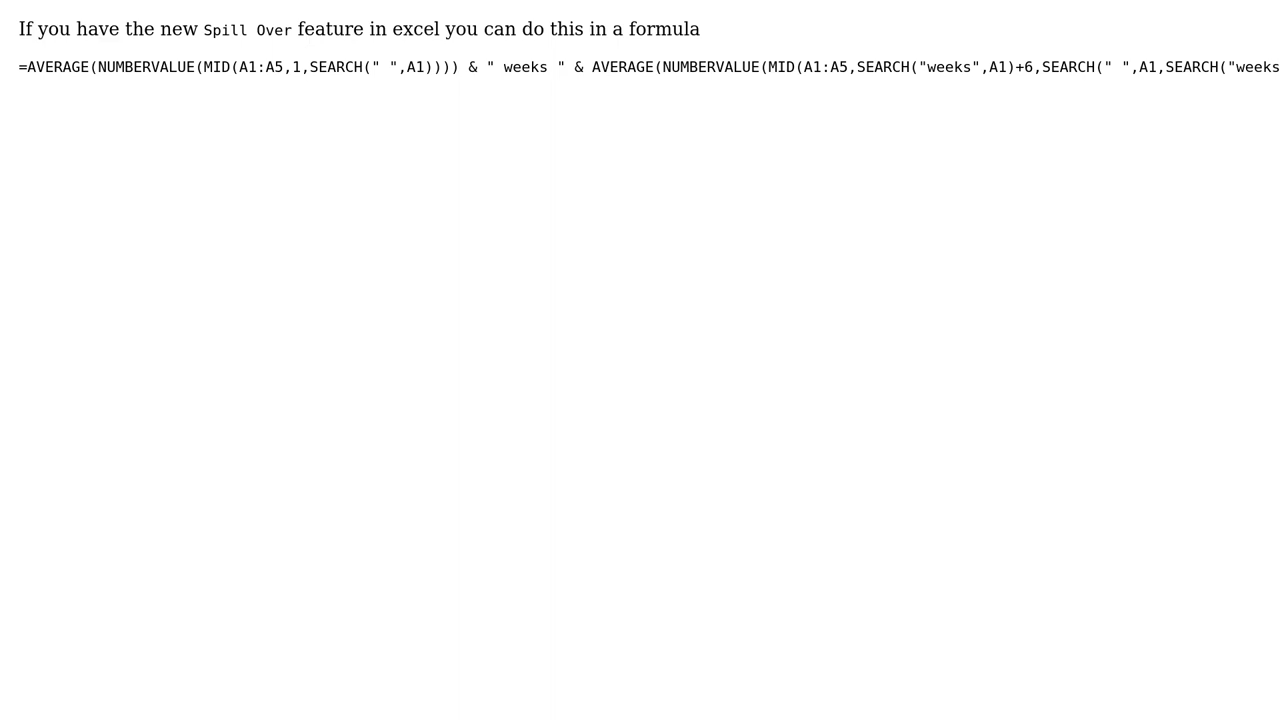 If you have the new Spill Over feature in excel you can do this in a formula
=AVERAGE(NUMBERVALUE(MID(A1:A5,1,SEARCH(" ",A1)))) & " weeks " & AVERAGE(NUMBERVALUE(MID(A1:A5,SEARCH("weeks",A1)+6,SEARCH(" ",A1,SEARCH("weeks